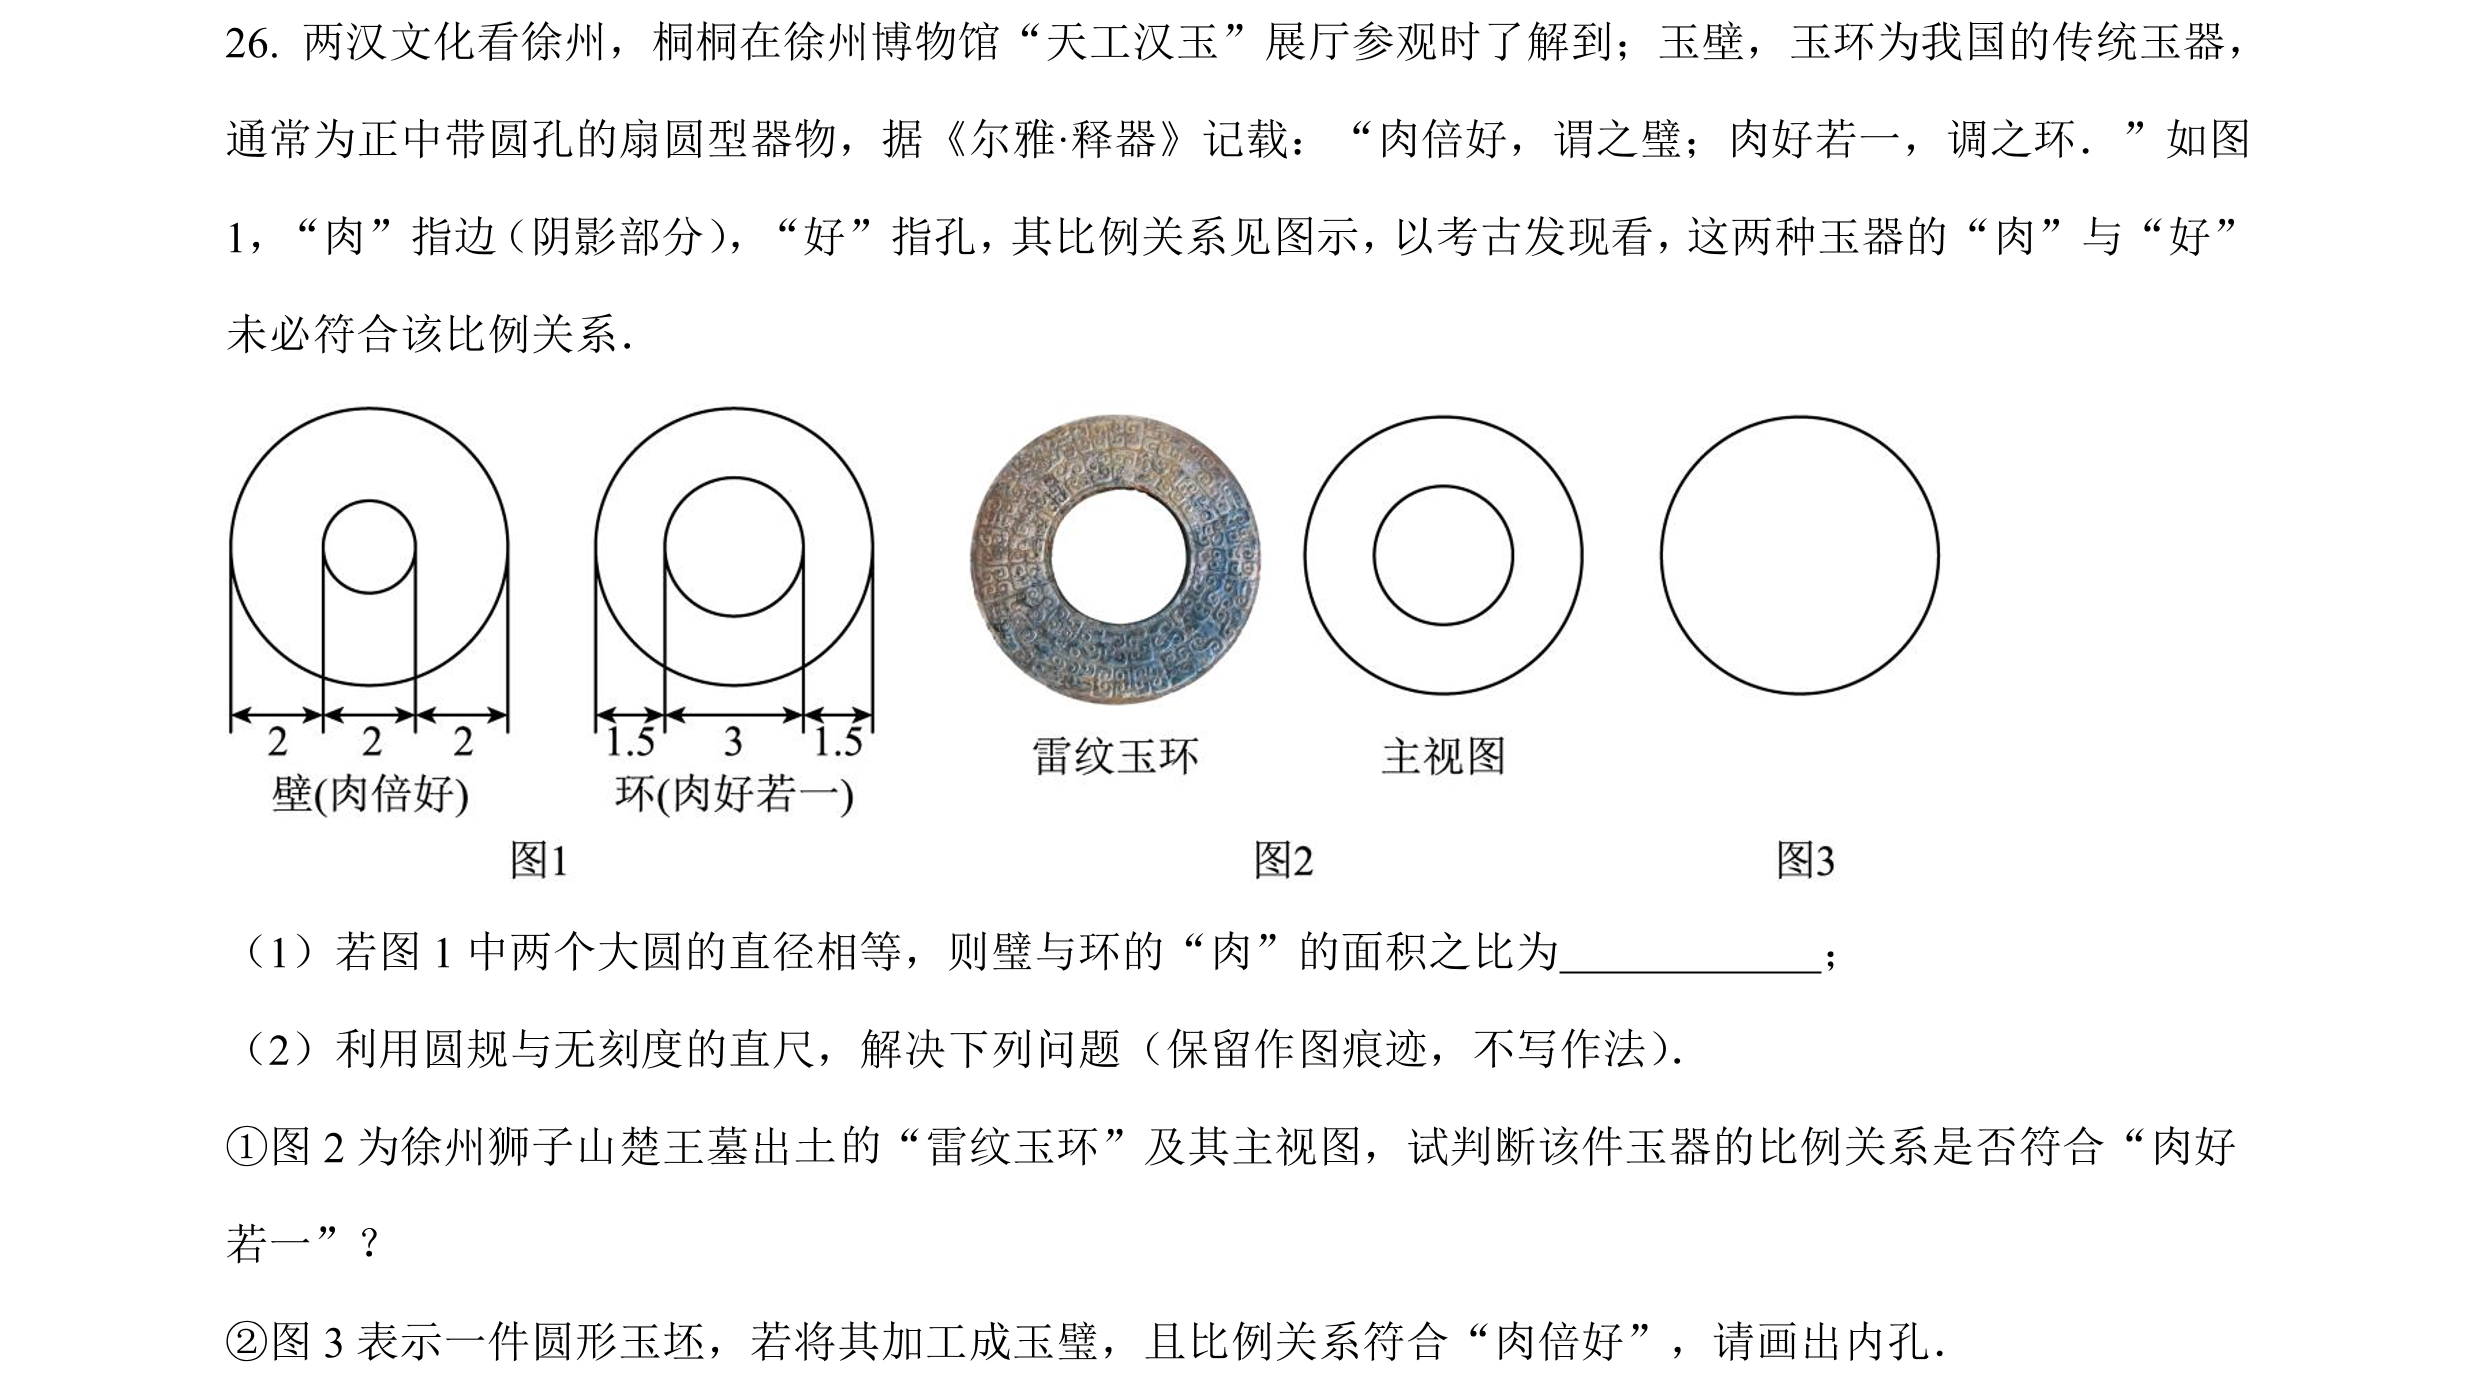 26. 两汉文化看徐州，桐桐在徐州博物馆“天工汉玉”展厅参观时了解到；玉壁，玉环为我国的传统玉器，
通常为正中带圆孔的扇圆型器物，据《尔雅·释器》记载：“肉倍好，谓之璧；肉好若一，调之环．”如图
1，“肉”指边（阴影部分），“好”指孔，其比例关系见图示，以考古发现看，这两种玉器的“肉”与“好”
未必符合该比例关系．
2 2 2 1.5 3 1.5
壁(肉倍好) 环(肉好若一) 雷纹玉环 主视图
图1 图2 图3
（1）若图 1 中两个大圆的直径相等，则璧与环的“肉”的面积之比为____________；
（2）利用圆规与无刻度的直尺，解决下列问题（保留作图痕迹，不写作法）．
①图 2 为徐州狮子山楚王墓出土的“雷纹玉环”及其主视图，试判断该件玉器的比例关系是否符合“肉好
若一”？
②图 3 表示一件圆形玉坯，若将其加工成玉璧，且比例关系符合“肉倍好”，请画出内孔．